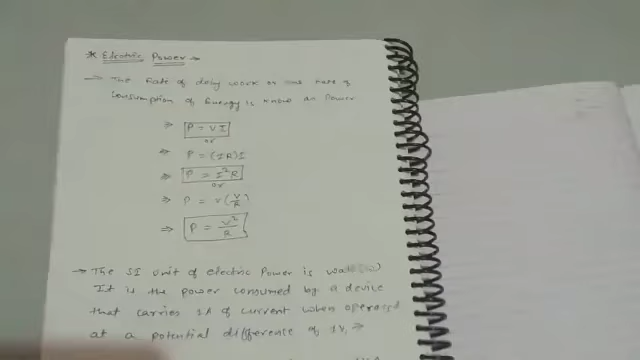 * Electric Power
→ The Rate of doing work or the rate of
consumption of Energy is know as Power
⇒ P = VI
or
⇒ P = (IR)I
⇒ P = I²R
or
⇒ P = V(V/R)
⇒ P = V²/R
→ The SI unit of electric Power is watt (W)
It is the power consumed by a device
that carries 1A of current when operated
at a potential difference of 1V,